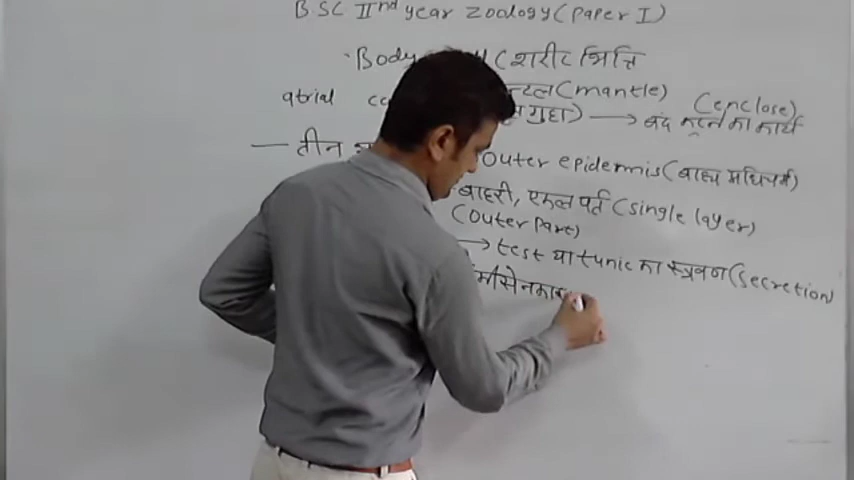 B.SC IInd year Zoology (Paper I)
Body (शरीर भित्ति
atrial (mantle) (enclose)
गुहा) → बंद करने का कार्य
— तीन outer epidermis (बाह्य अधिचर्म)
बाहरी, एकल पर्त (single layer)
(outer part)
→ test या tunic का स्त्रवण (secretion